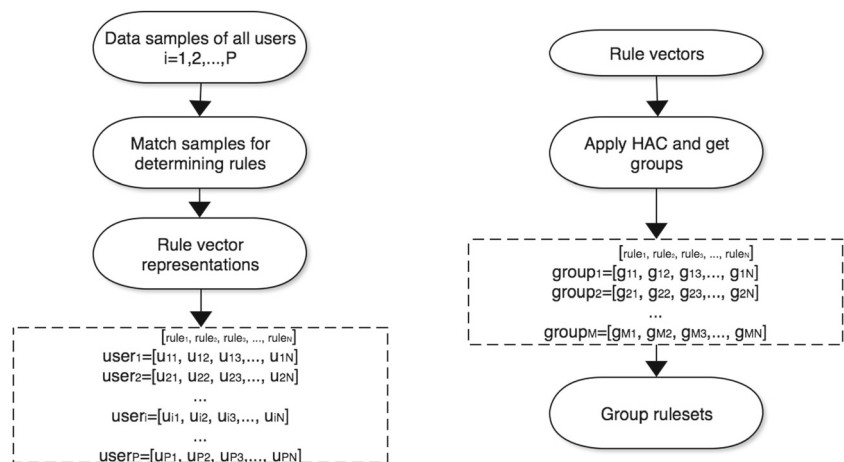 Data samples of all users
i=1,2,...,P
Match samples for
determining rules
Rule vector
representations
[rule₁, rule₂, rule₃, ..., ruleN]
user₁=[u₁₁, u₁₂, u₁₃,..., u₁N]
user₂=[u₂₁, u₂₂, u₂₃,..., u₂N]
...
userᵢ=[uᵢ₁, uᵢ₂, uᵢ₃,..., uᵢN]
...
userP=[uP1, uP2, uP3,..., uPN]
Rule vectors
Apply HAC and get
groups
[rule₁, rule₂, rule₃, ..., ruleN]
group₁=[g₁₁, g₁₂, g₁₃,..., g₁N]
group₂=[g₂₁, g₂₂, g₂₃,..., g₂N]
...
groupM=[gM1, gM2, gM3,..., gMN]
Group rulesets